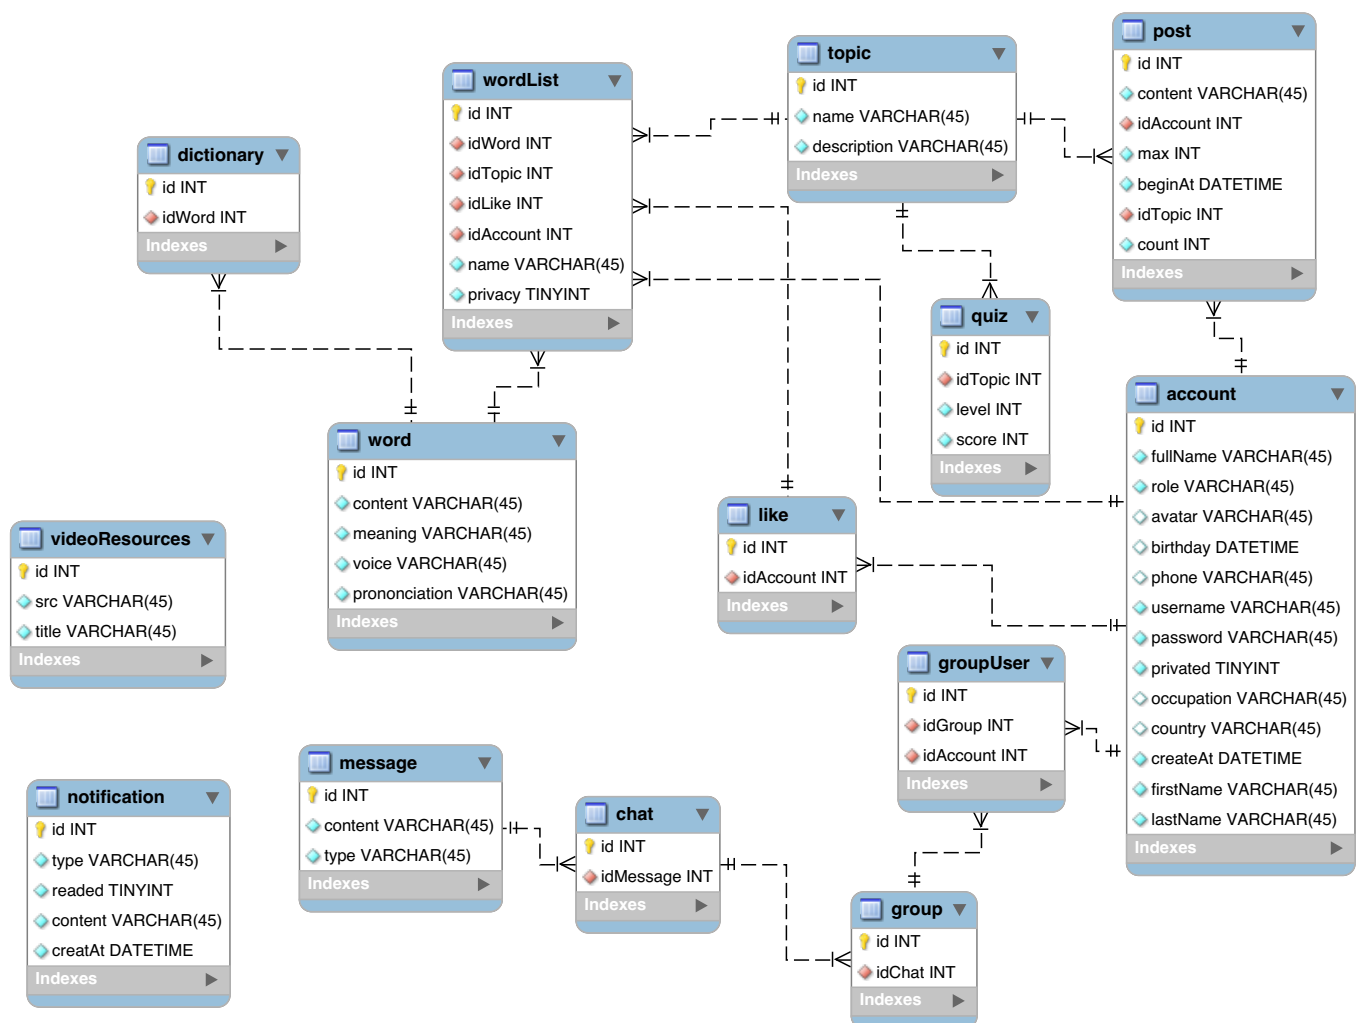 dictionary
id INT
idWord INT
Indexes
wordList
id INT
idWord INT
idTopic INT
idLike INT
idAccount INT
name VARCHAR(45)
privacy TINYINT
Indexes
topic
id INT
name VARCHAR(45)
description VARCHAR(45)
Indexes
post
id INT
content VARCHAR(45)
idAccount INT
max INT
beginAt DATETIME
idTopic INT
count INT
Indexes
quiz
id INT
idTopic INT
level INT
score INT
Indexes
account
id INT
fullName VARCHAR(45)
role VARCHAR(45)
avatar VARCHAR(45)
birthday DATETIME
phone VARCHAR(45)
username VARCHAR(45)
password VARCHAR(45)
privated TINYINT
occupation VARCHAR(45)
country VARCHAR(45)
createAt DATETIME
firstName VARCHAR(45)
lastName VARCHAR(45)
Indexes
word
id INT
content VARCHAR(45)
meaning VARCHAR(45)
voice VARCHAR(45)
prononciation VARCHAR(45)
Indexes
like
id INT
idAccount INT
Indexes
videoResources
id INT
src VARCHAR(45)
title VARCHAR(45)
Indexes
groupUser
id INT
idGroup INT
idAccount INT
Indexes
notification
id INT
type VARCHAR(45)
readed TINYINT
content VARCHAR(45)
creatAt DATETIME
Indexes
message
id INT
content VARCHAR(45)
type VARCHAR(45)
Indexes
chat
id INT
idMessage INT
Indexes
group
id INT
idChat INT
Indexes